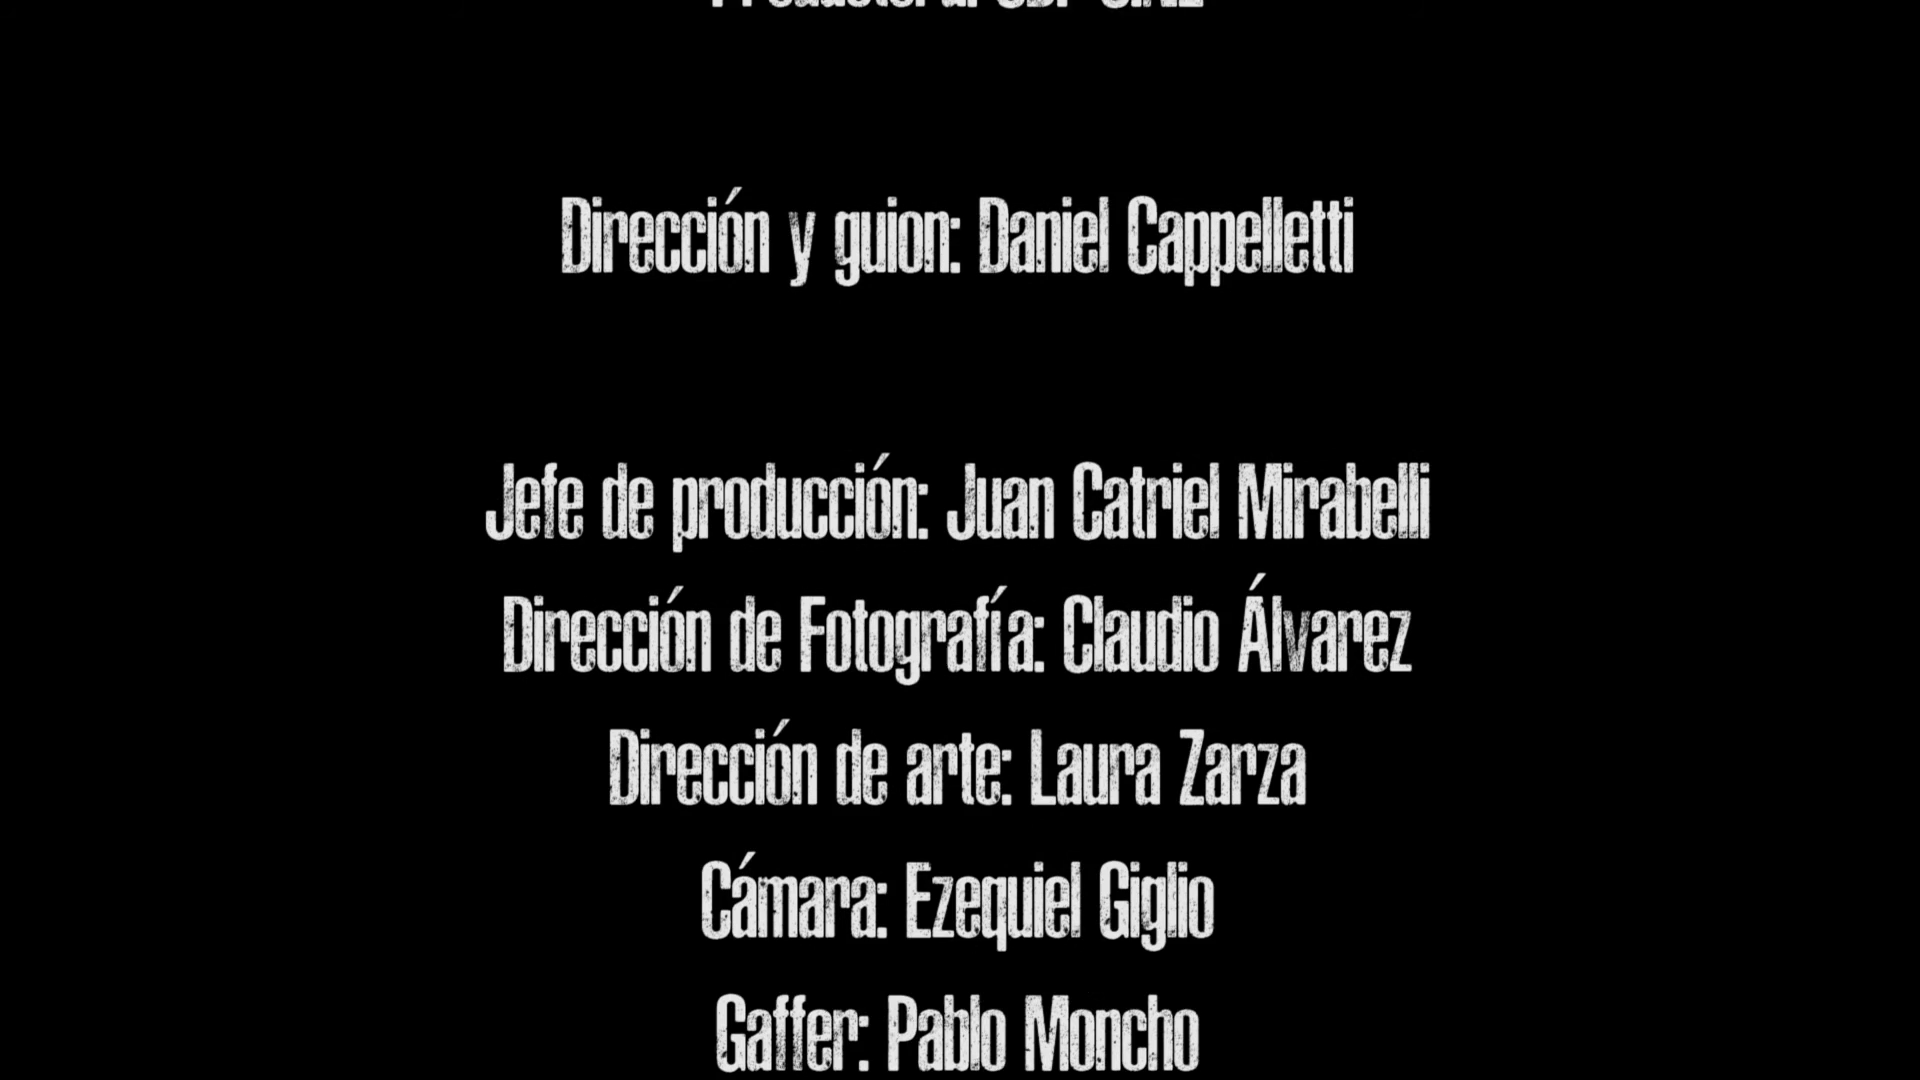 Dirección y guion: Daniel Cappelletti
Jefe de producción: Juan Catriel Mirabelli
Dirección de Fotografía: Claudio Álvarez
Dirección de arte: Laura Zarza
Cámara: Ezequiel Giglio
Gaffer: Pablo Moncho